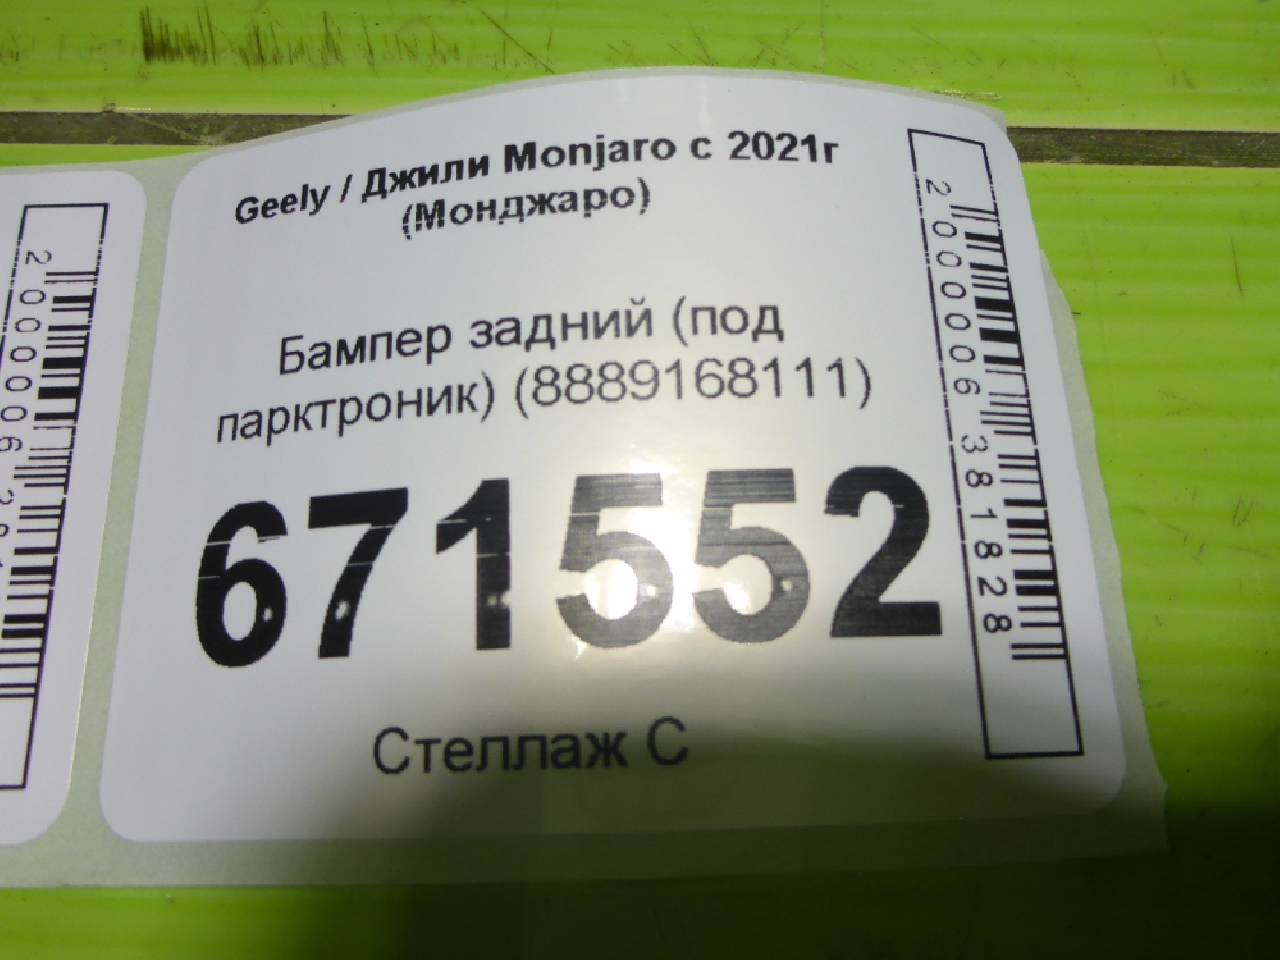 Geely / Джили Monjaro с 2021г
(Монджаро)
Бампер задний (под
парктроник) (8889168111)
671552
Стеллаж С
2000006381828